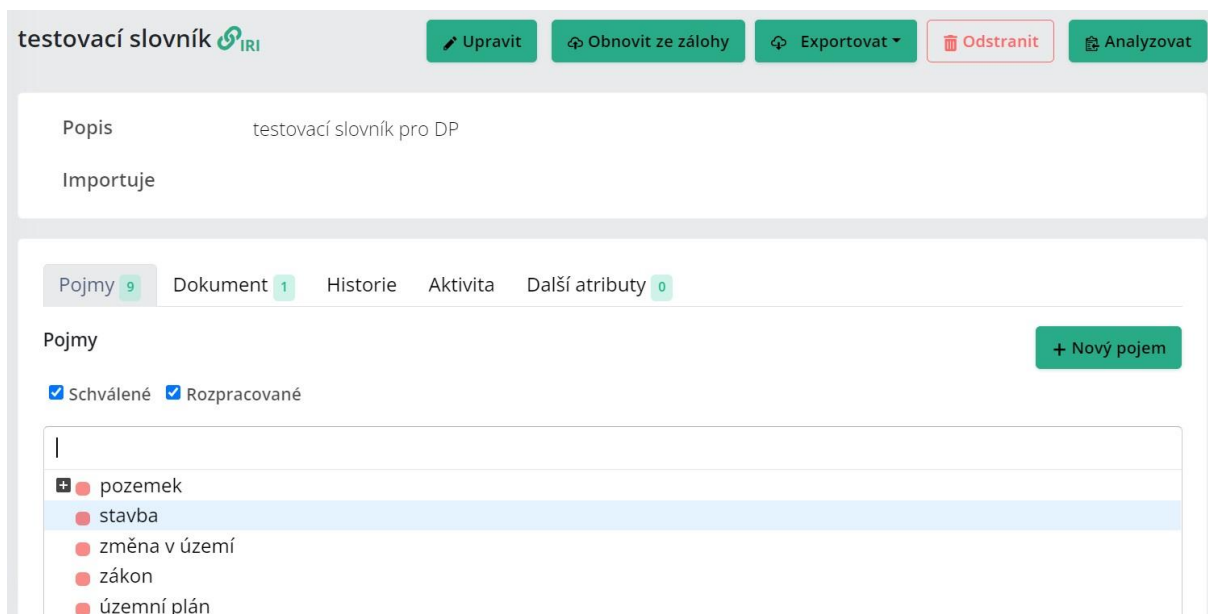 testovací slovník IRI Upravit Obnovit ze zálohy Exportovat Odstranit Analyzovat
Popis testovací slovník pro DP
Importuje
Pojmy 9 Dokument 1 Historie Aktivita Další atributy 0
Pojmy + Nový pojem
Schválené Rozpracované
pozemek
stavba
změna v území
zákon
územní plán